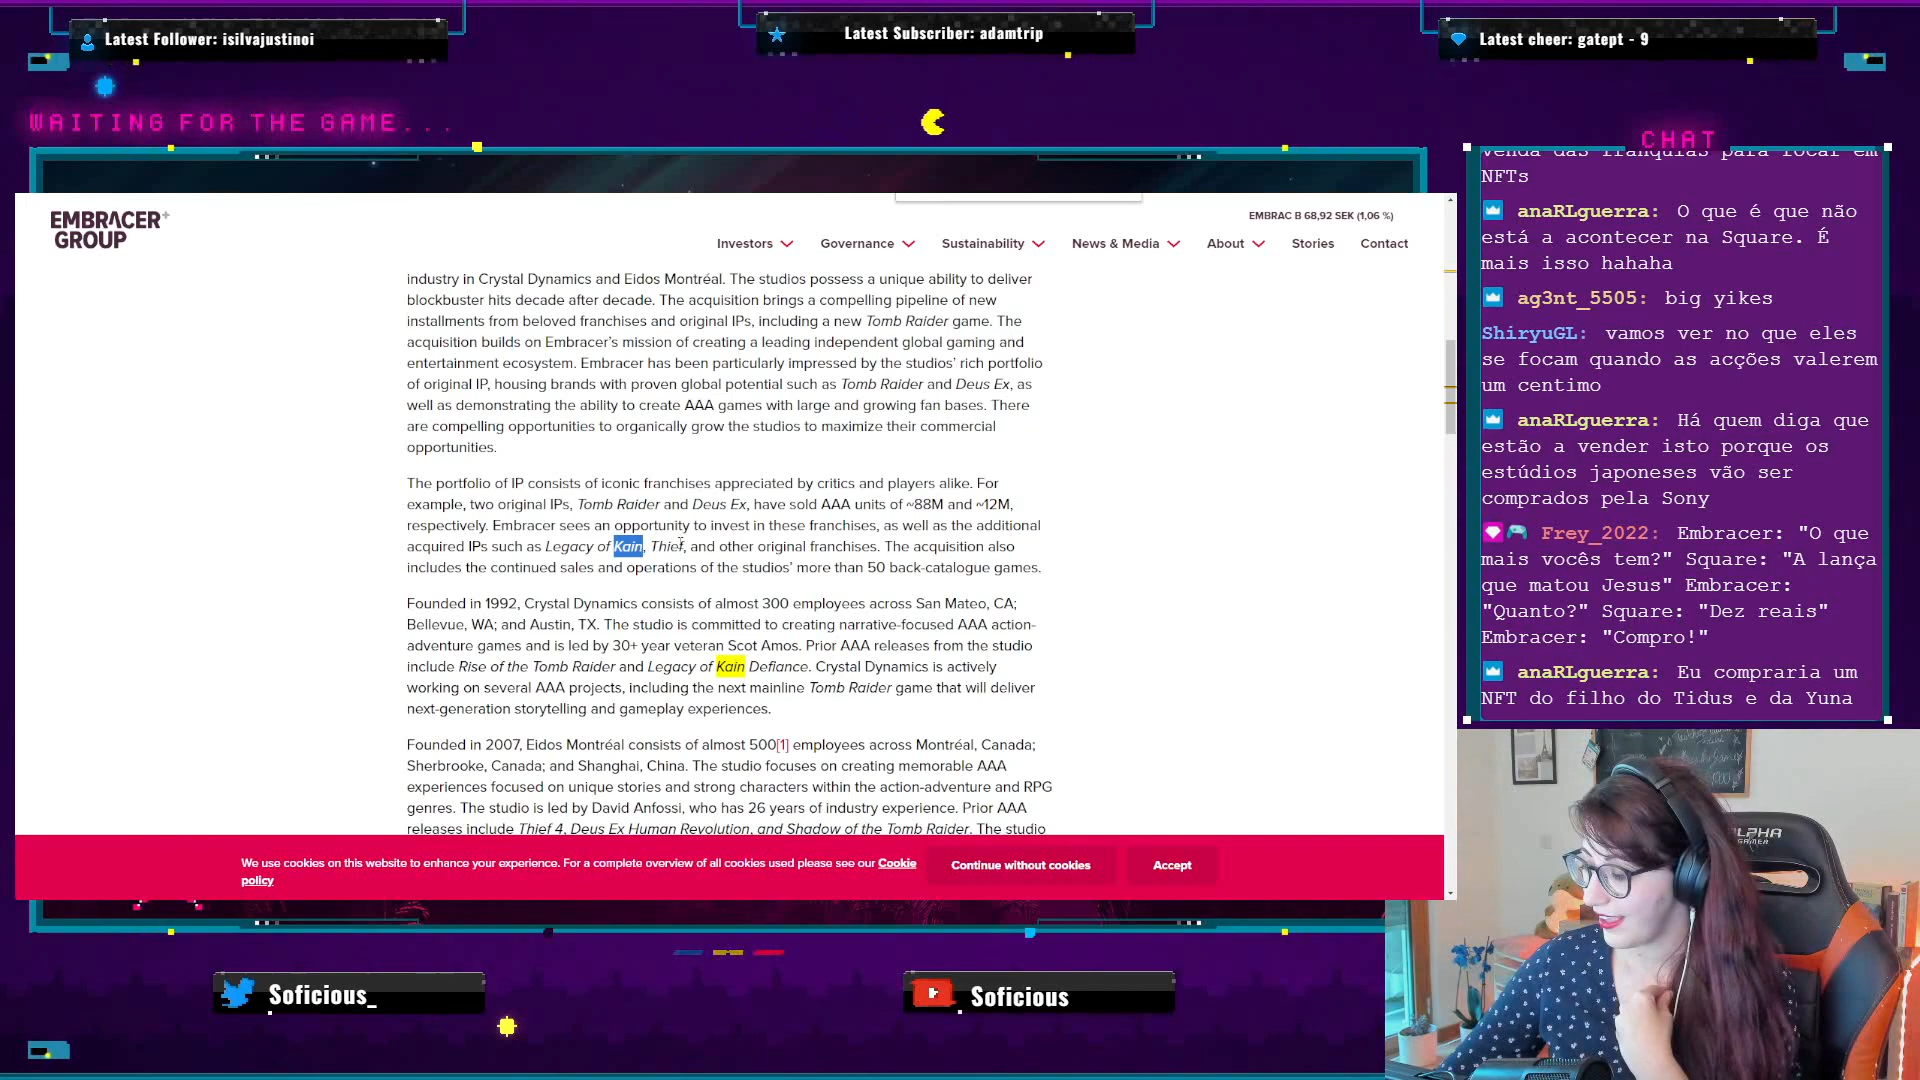 Latest Follower: isilvajustinoi
Latest Subscriber: adamtrip
Latest cheer: gatept - 9
WAITING FOR THE GAME...
CHAT
EMBRACER+
GROUP
EMBRAC B 68,92 SEK (1,06 %)
Investors
Governance
Sustainability
News & Media
About
Stories
Contact
industry in Crystal Dynamics and Eidos Montréal. The studios possess a unique ability to deliver
blockbuster hits decade after decade. The acquisition brings a compelling pipeline of new
installments from beloved franchises and original IPs, including a new Tomb Raider game. The
acquisition builds on Embracer's mission of creating a leading independent global gaming and
entertainment ecosystem. Embracer has been particularly impressed by the studios' rich portfolio
of original IP, housing brands with proven global potential such as Tomb Raider and Deus Ex, as
well as demonstrating the ability to create AAA games with large and growing fan bases. There
are compelling opportunities to organically grow the studios to maximize their commercial
opportunities.
The portfolio of IP consists of iconic franchises appreciated by critics and players alike. For
example, two original IPs, Tomb Raider and Deus Ex, have sold AAA units of ~88M and ~12M,
respectively. Embracer sees an opportunity to invest in these franchises, as well as the additional
acquired IPs such as Legacy of Kain, Thief, and other original franchises. The acquisition also
includes the continued sales and operations of the studios' more than 50 back-catalogue games.
Founded in 1992, Crystal Dynamics consists of almost 300 employees across San Mateo, CA;
Bellevue, WA; and Austin, TX. The studio is committed to creating narrative-focused AAA action-
adventure games and is led by 30+ year veteran Scot Amos. Prior AAA releases from the studio
include Rise of the Tomb Raider and Legacy of Kain Defiance. Crystal Dynamics is actively
working on several AAA projects, including the next mainline Tomb Raider game that will deliver
next-generation storytelling and gameplay experiences.
Founded in 2007, Eidos Montréal consists of almost 500[1] employees across Montréal, Canada;
Sherbrooke, Canada; and Shanghai, China. The studio focuses on creating memorable AAA
experiences focused on unique stories and strong characters within the action-adventure and RPG
genres. The studio is led by David Anfossi, who has 26 years of industry experience. Prior AAA
releases include Thief 4, Deus Ex Human Revolution, and Shadow of the Tomb Raider. The studio
We use cookies on this website to enhance your experience. For a complete overview of all cookies used please see our Cookie
policy
Continue without cookies
Accept
venda das franquias para focar em
NFTs
anaRLguerra: O que é que não
está a acontecer na Square. É
mais isso hahaha
ag3nt_5505: big yikes
ShiryuGL: vamos ver no que eles
se focam quando as acções valerem
um centimo
anaRLguerra: Há quem diga que
estão a vender isto porque os
estúdios japoneses vão ser
comprados pela Sony
Frey_2022: Embracer: "O que
mais vocês tem?" Square: "A lança
que matou Jesus" Embracer:
"Quanto?" Square: "Dez reais"
Embracer: "Compro!"
anaRLguerra: Eu compraria um
NFT do filho do Tidus e da Yuna
ALPHA
GAMER
Soficious_
Soficious